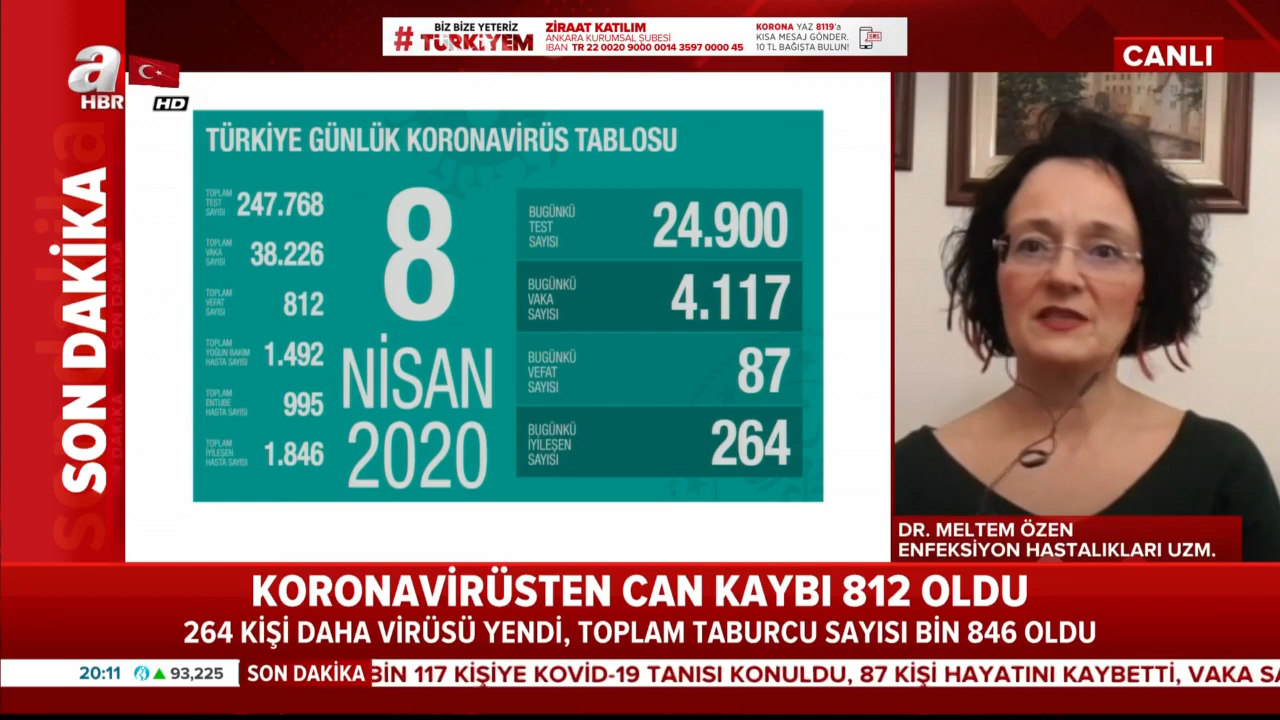 BİZ BİZE YETERİZ
# TÜRKİYEM
ZİRAAT KATILIM
ANKARA KURUMSAL ŞUBESİ
IBAN TR 22 0020 9000 0014 3597 0000 45
KORONA YAZ 8119'a
KISA MESAJ GÖNDER.
10 TL BAĞIŞTA BULUN!
SMS
CANLI
a
HBR
HD
SON DAKİKA
SON DAKIKA
TÜRKİYE GÜNLÜK KORONAVİRÜS TABLOSU
TOPLAM TEST SAYISI 247.768
TOPLAM VAKA SAYISI 38.226
TOPLAM VEFAT SAYISI 812
TOPLAM YOĞUN BAKIM HASTA SAYISI 1.492
TOPLAM ENTUBE HASTA SAYISI 995
TOPLAM İYİLEŞEN HASTA SAYISI 1.846
8
NİSAN
2020
BUGÜNKÜ TEST SAYISI 24.900
BUGÜNKÜ VAKA SAYISI 4.117
BUGÜNKÜ VEFAT SAYISI 87
BUGÜNKÜ İYİLEŞEN SAYISI 264
DR. MELTEM ÖZEN
ENFEKSİYON HASTALIKLARI UZM.
KORONAVİRÜSTEN CAN KAYBI 812 OLDU
264 KİŞİ DAHA VİRÜSÜ YENDİ, TOPLAM TABURCU SAYISI BİN 846 OLDU
20:11 93,225 SON DAKİKA BİN 117 KİŞİYE KOVİD-19 TANISI KONULDU, 87 KİŞİ HAYATINI KAYBETTİ, VAKA SA